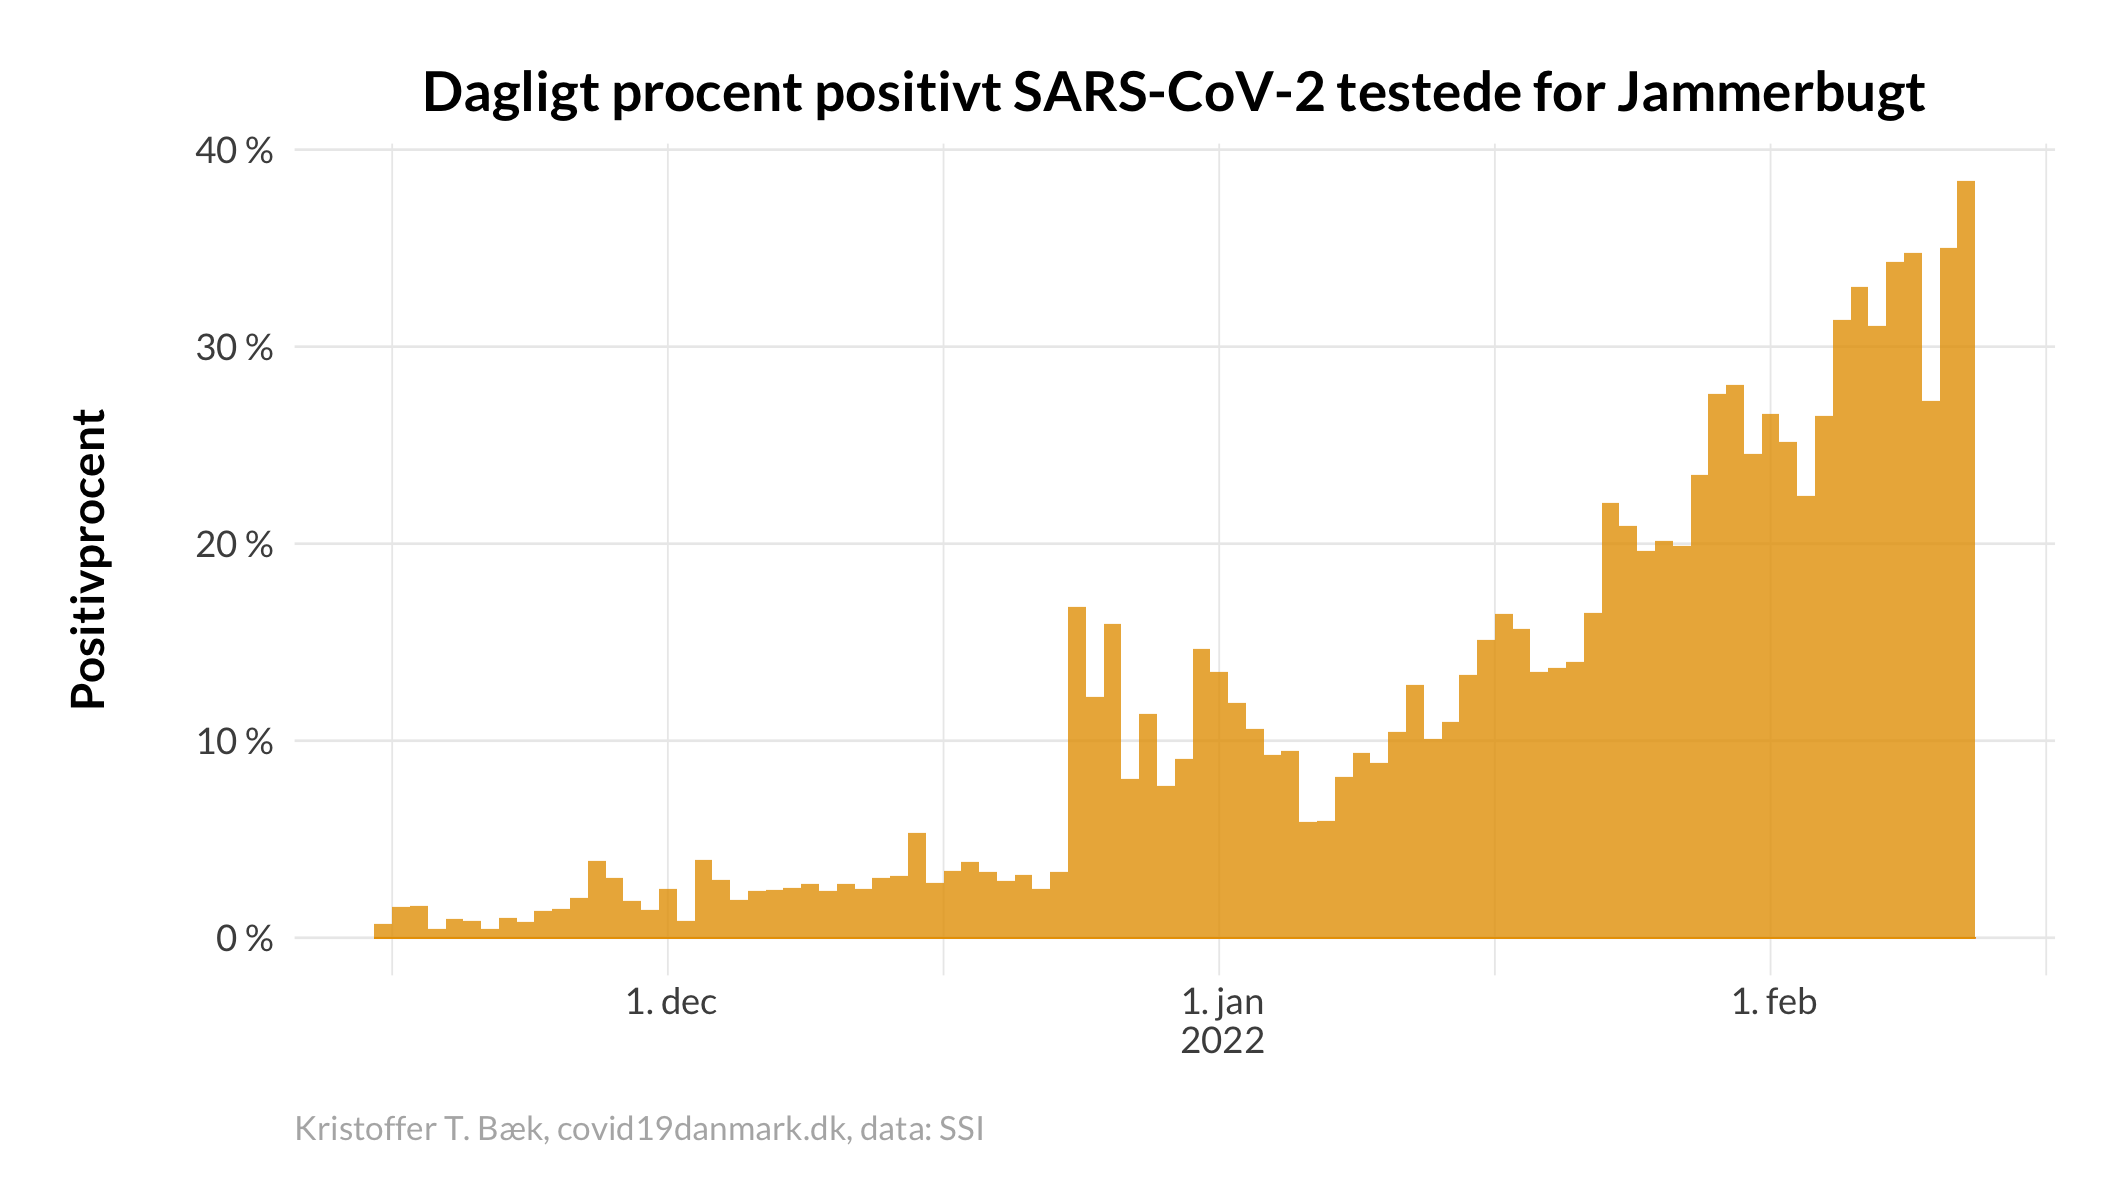 Dagligt procent positivt SARS-CoV-2 testede for Jammerbugt
40 %
30 %
20 %
10 %
0 %
Positivprocent
1. dec
1. jan
2022
1. feb
Kristoffer T. Bæk, covid19danmark.dk, data: SSI